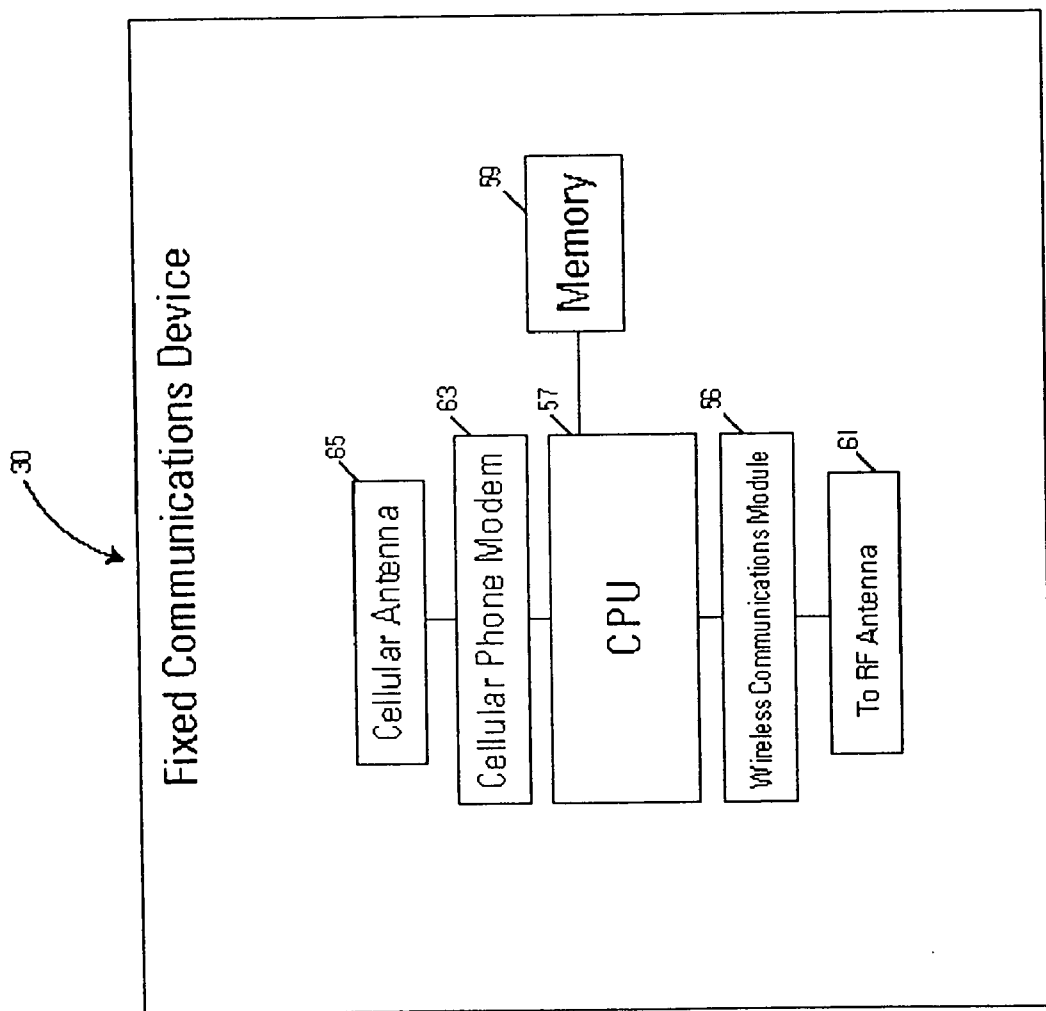 30
Fixed Communications Device
65
Cellular Antenna
63
Cellular Phone Modem
57
CPU
59
Memory
56
Wireless Communications Module
61
To RF Antenna